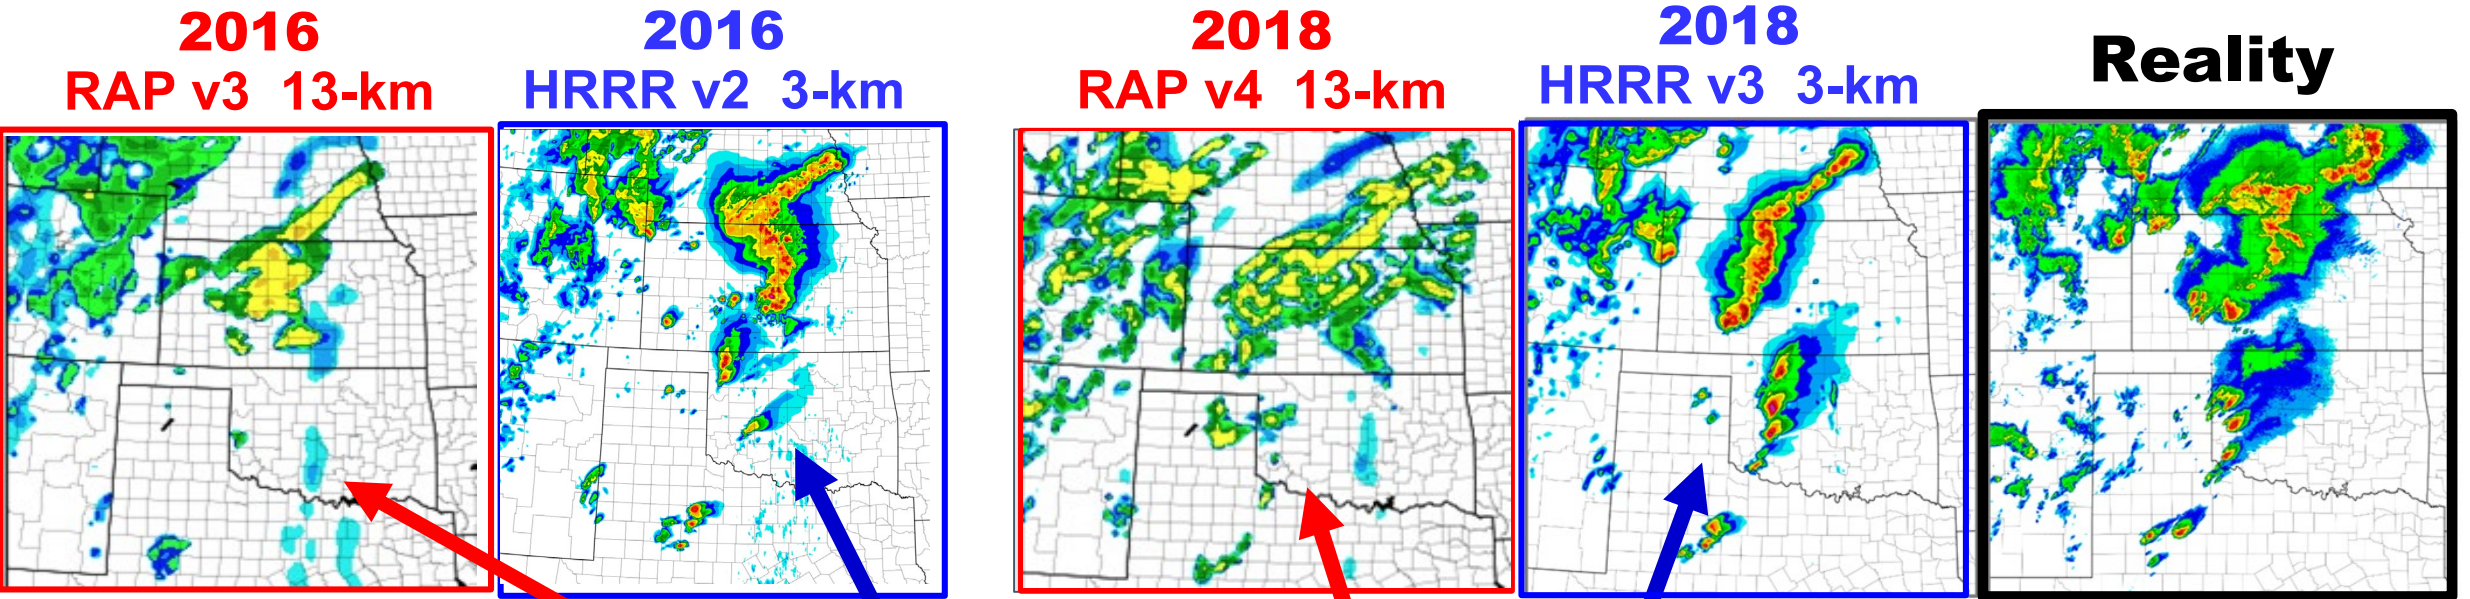 2016
RAP v3 13-km
2016
HRRR v2 3-km
2018
RAP v4 13-km
2018
HRRR v3 3-km
Reality